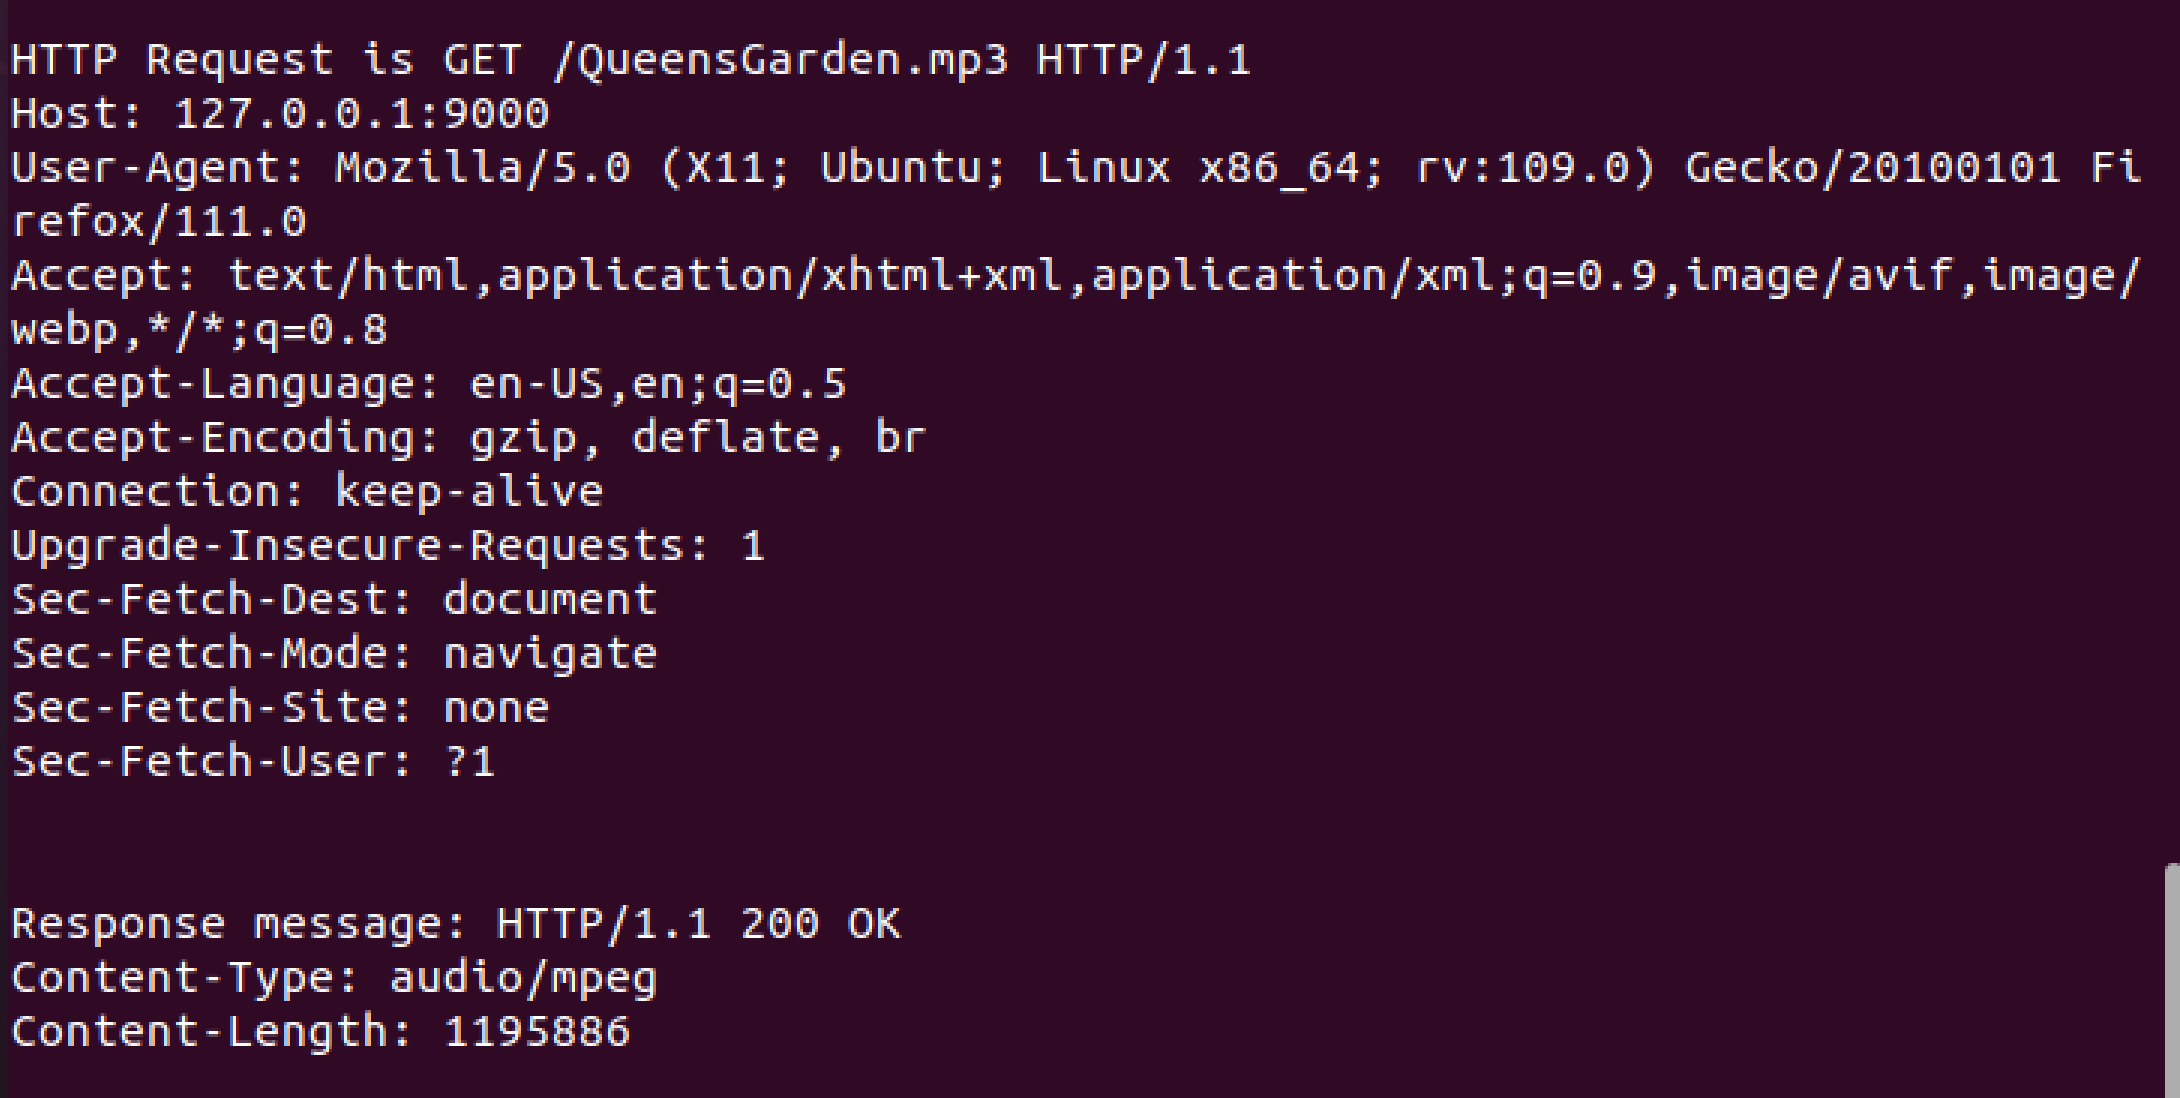 HTTP Request is GET /QueensGarden.mp3 HTTP/1.1
Host: 127.0.0.1:9000
User-Agent: Mozilla/5.0 (X11; Ubuntu; Linux x86_64; rv:109.0) Gecko/20100101 Fi
refox/111.0
Accept: text/html,application/xhtml+xml,application/xml;q=0.9,image/avif,image/
webp,*/*;q=0.8
Accept-Language: en-US,en;q=0.5
Accept-Encoding: gzip, deflate, br
Connection: keep-alive
Upgrade-Insecure-Requests: 1
Sec-Fetch-Dest: document
Sec-Fetch-Mode: navigate
Sec-Fetch-Site: none
Sec-Fetch-User: ?1
Response message: HTTP/1.1 200 OK
Content-Type: audio/mpeg
Content-Length: 1195886